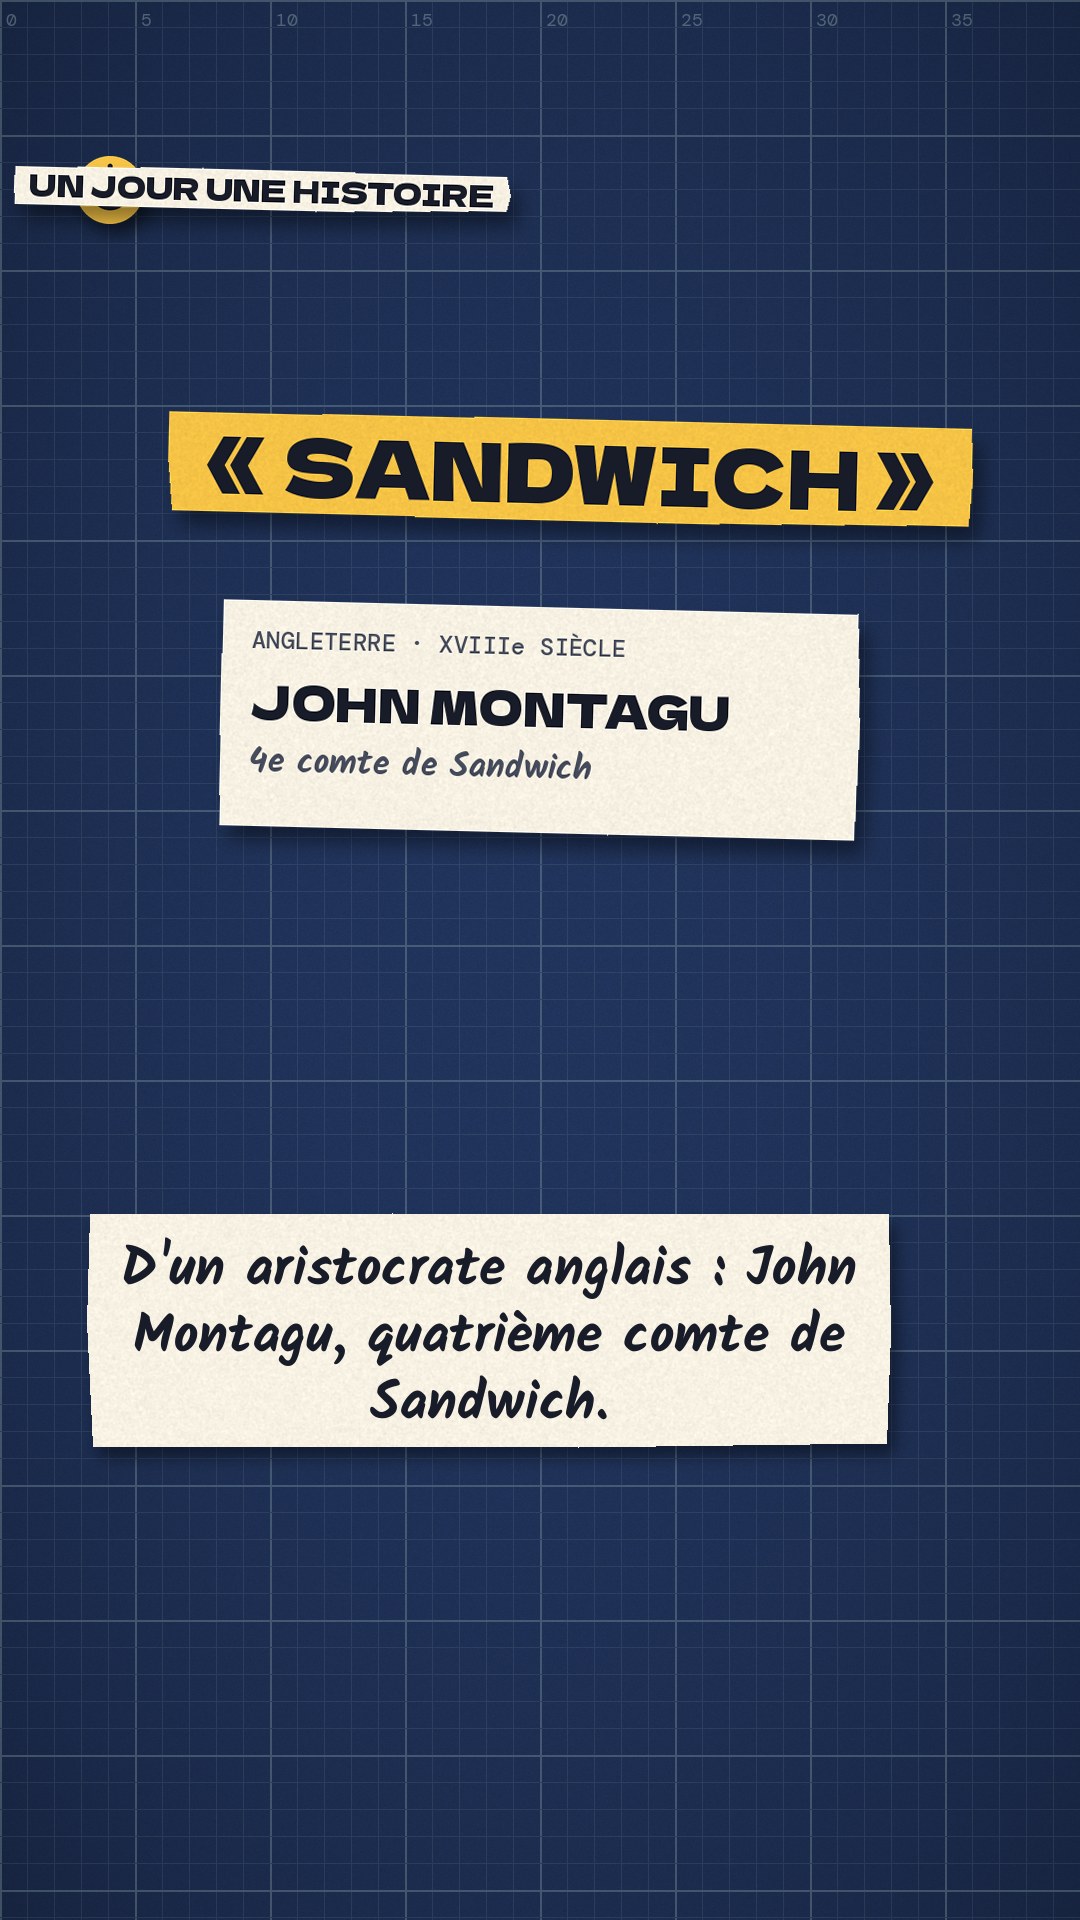 0 5 10 15 20 25 30 35
UN JOUR UNE HISTOIRE
« SANDWICH »
ANGLETERRE · XVIIIe SIÈCLE
JOHN MONTAGU
4e comte de Sandwich
D'un aristocrate anglais : John
Montagu, quatrième comte de
Sandwich.